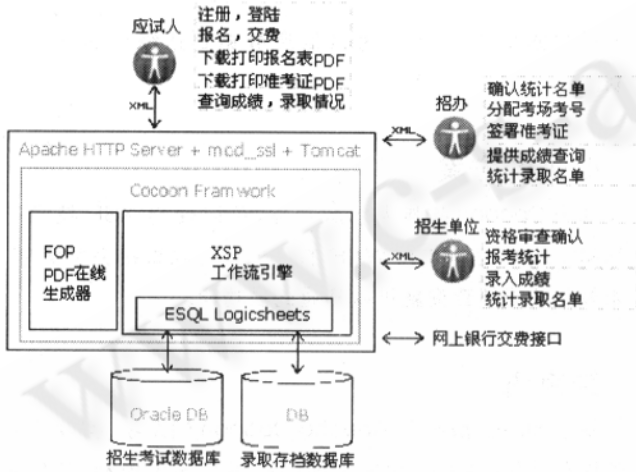 应试人
注册，登陆
报名，交费
下载打印报名表PDF
下载打印准考证PDF
查询成绩，录取情况
XML
招办
确认统计名单
分配考场考号
签署准考证
提供成绩查询
统计录取名单
XML
Apache HTTP Server + mod_ssl + Tomcat
Cocoon Framwork
FOP
PDF在线
生成器
XSP
工作流引擎
ESQL Logicsheets
招生单位
资格审查确认
报考统计
录入成绩
统计录取名单
XML
网上银行交费接口
Oracle DB
DB
招生考试数据库
录取存档数据库